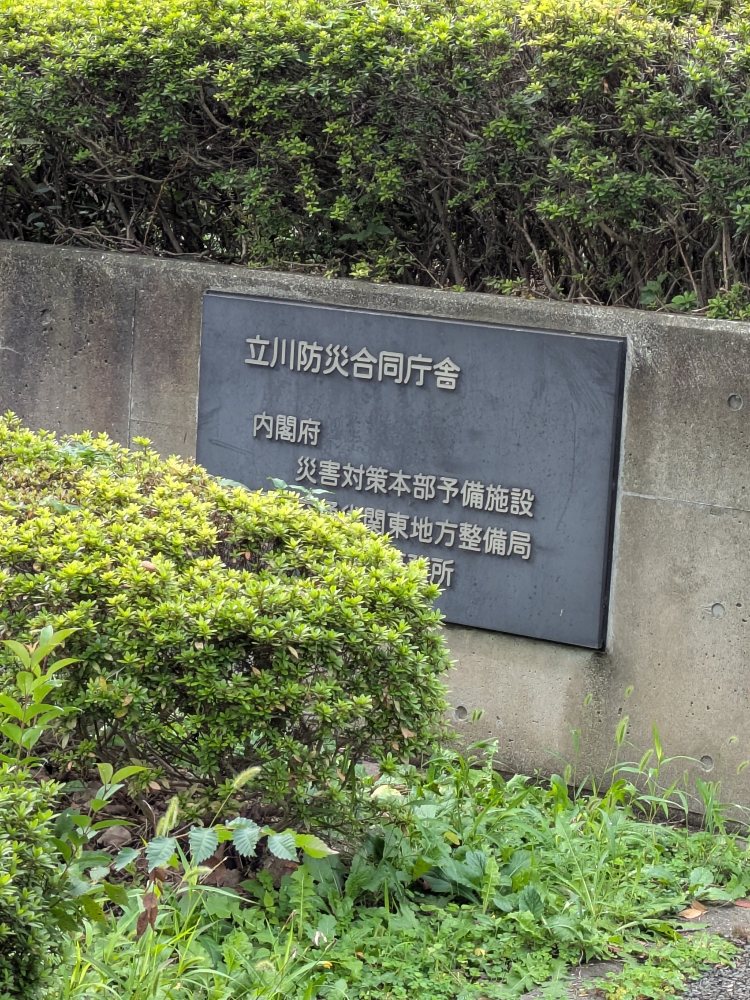 立川防災合同庁舎
内閣府
災害対策本部予備施設
関東地方整備局
所